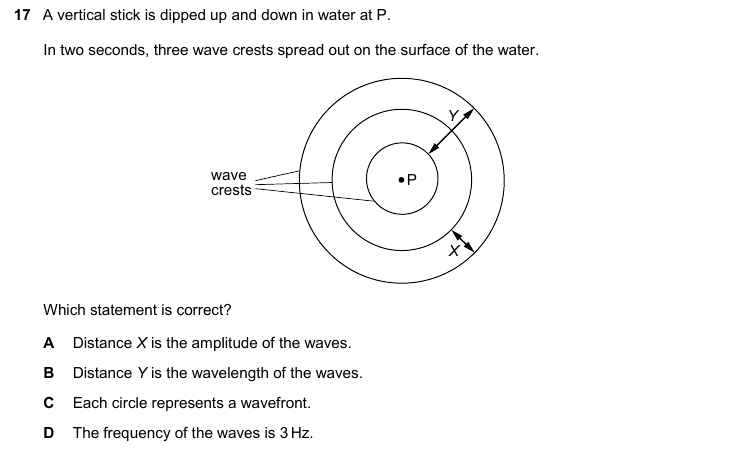 17 A vertical stick is dipped up and down in water at P.
In two seconds, three wave crests spread out on the surface of the water.
Y
wave
crests
P
X
Which statement is correct?
A Distance X is the amplitude of the waves.
B Distance Y is the wavelength of the waves.
C Each circle represents a wavefront.
D The frequency of the waves is 3 Hz.